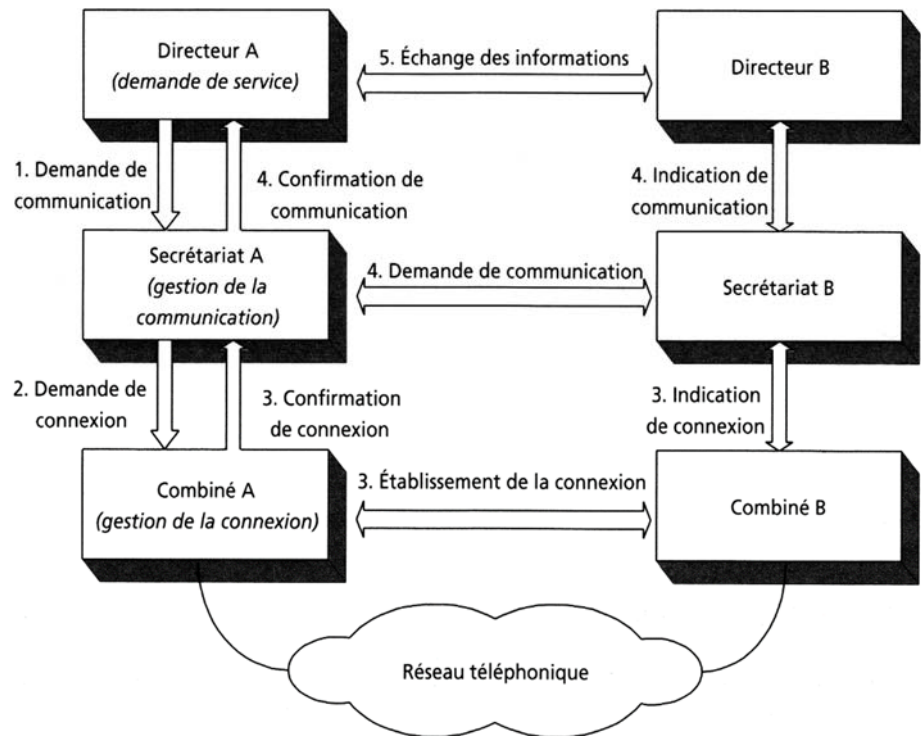 Directeur A
(demande de service)
5. Échange des informations
Directeur B
1. Demande de
communication
4. Confirmation de
communication
4. Indication de
communication
Secrétariat A
(gestion de la
communication)
4. Demande de communication
Secrétariat B
2. Demande de
connexion
3. Confirmation
de connexion
3. Indication
de connexion
Combiné A
(gestion de la connexion)
3. Établissement de la connexion
Combiné B
Réseau téléphonique